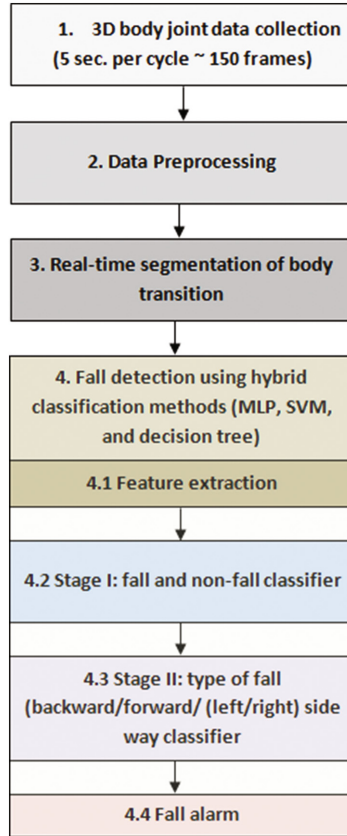 1. 3D body joint data collection
(5 sec. per cycle ~ 150 frames)
2. Data Preprocessing
3. Real-time segmentation of body
transition
4. Fall detection using hybrid
classification methods (MLP, SVM,
and decision tree)
4.1 Feature extraction
4.2 Stage I: fall and non-fall classifier
4.3 Stage II: type of fall
(backward/forward/ (left/right) side
way classifier
4.4 Fall alarm